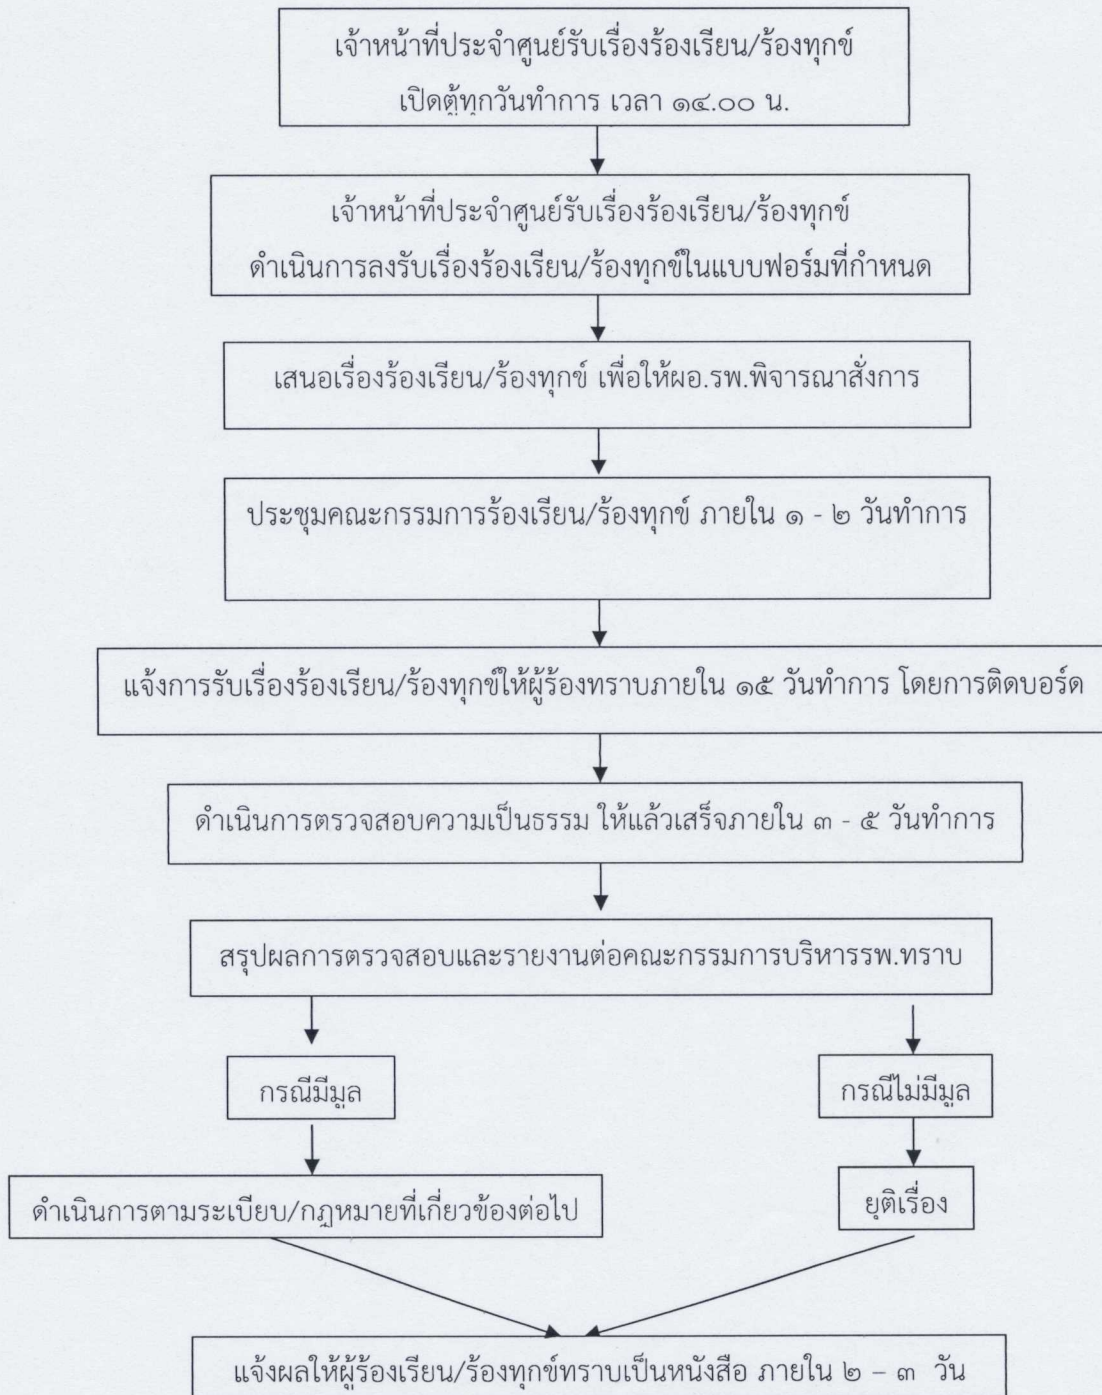 เจ้าหน้าที่ประจำศูนย์รับเรื่องร้องเรียน/ร้องทุกข์
เปิดตู้ทุกวันทำการ เวลา ๑๔.๐๐ น.
เจ้าหน้าที่ประจำศูนย์รับเรื่องร้องเรียน/ร้องทุกข์
ดำเนินการลงรับเรื่องร้องเรียน/ร้องทุกข์ในแบบฟอร์มที่กำหนด
เสนอเรื่องร้องเรียน/ร้องทุกข์ เพื่อให้ผอ.รพ.พิจารณาสั่งการ
ประชุมคณะกรรมการร้องเรียน/ร้องทุกข์ ภายใน ๑ - ๒ วันทำการ
แจ้งการรับเรื่องร้องเรียน/ร้องทุกข์ให้ผู้ร้องทราบภายใน ๑๕ วันทำการ โดยการติดบอร์ด
ดำเนินการตรวจสอบความเป็นธรรม ให้แล้วเสร็จภายใน ๓ - ๕ วันทำการ
สรุปผลการตรวจสอบและรายงานต่อคณะกรรมการบริหารรพ.ทราบ
กรณีมีมูล
กรณีไม่มีมูล
ดำเนินการตามระเบียบ/กฎหมายที่เกี่ยวข้องต่อไป
ยุติเรื่อง
แจ้งผลให้ผู้ร้องเรียน/ร้องทุกข์ทราบเป็นหนังสือ ภายใน ๒ – ๓ วัน